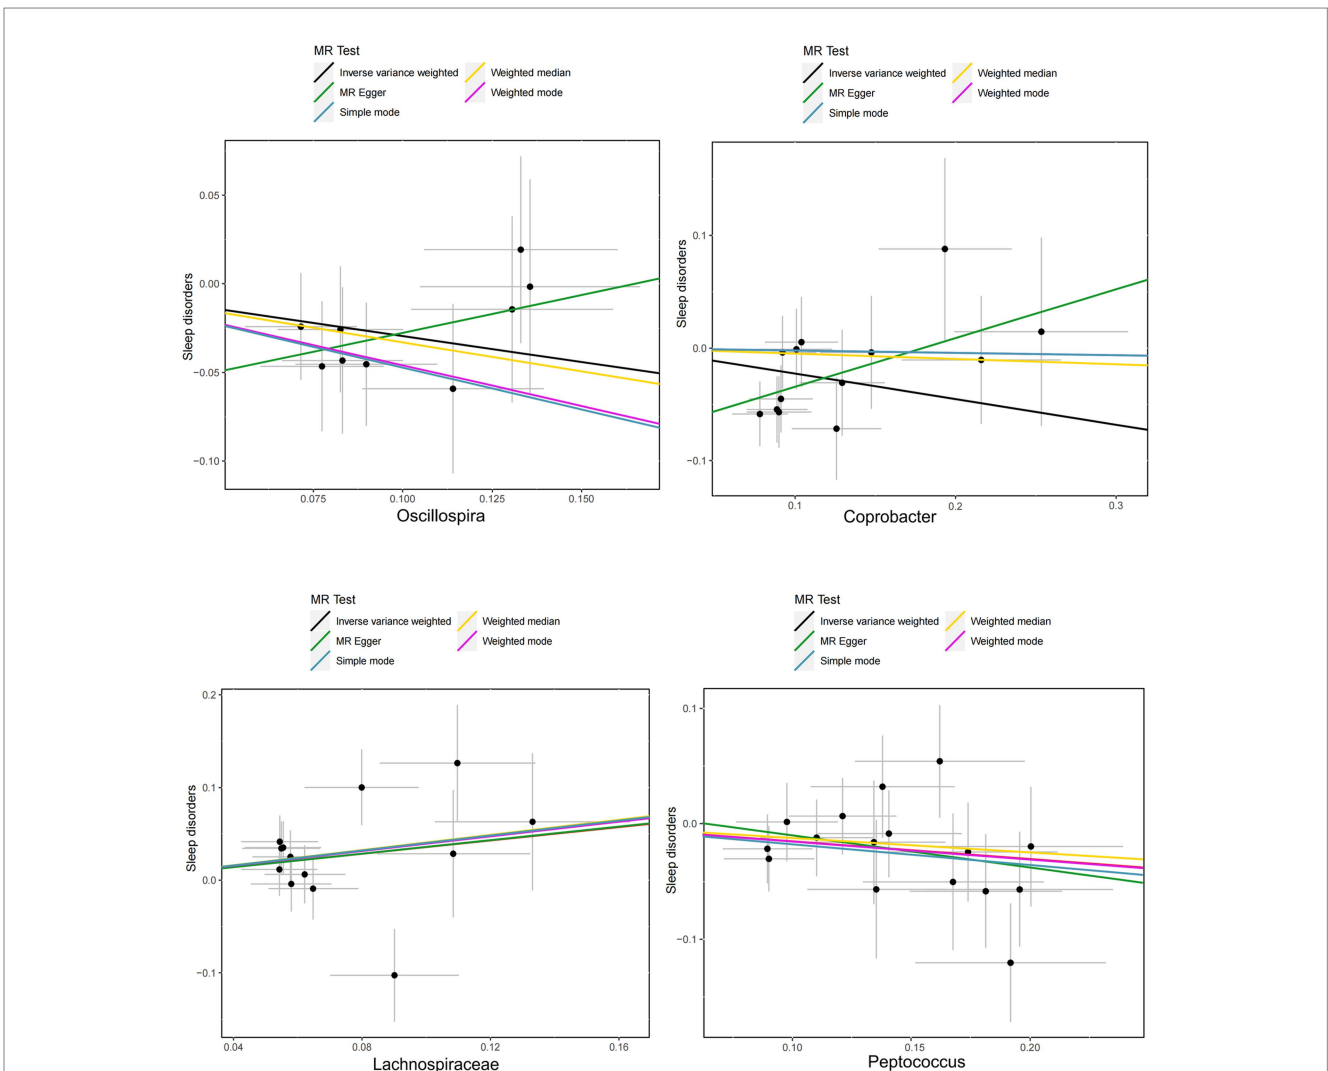 MR Test
Inverse variance weighted
Weighted median
MR Egger
Weighted mode
Simple mode
Sleep disorders
0.05
0.00
−0.05
−0.10
0.075
0.100
0.125
0.150
Oscillospira
MR Test
Inverse variance weighted
Weighted median
MR Egger
Weighted mode
Simple mode
Sleep disorders
0.1
0.0
−0.1
0.1
0.2
0.3
Coprobacter
MR Test
Inverse variance weighted
Weighted median
MR Egger
Weighted mode
Simple mode
Sleep disorders
0.2
0.1
0.0
−0.1
0.04
0.08
0.12
0.16
Lachnospiraceae
MR Test
Inverse variance weighted
Weighted median
MR Egger
Weighted mode
Simple mode
Sleep disorders
0.1
0.0
−0.1
0.10
0.15
0.20
Peptococcus